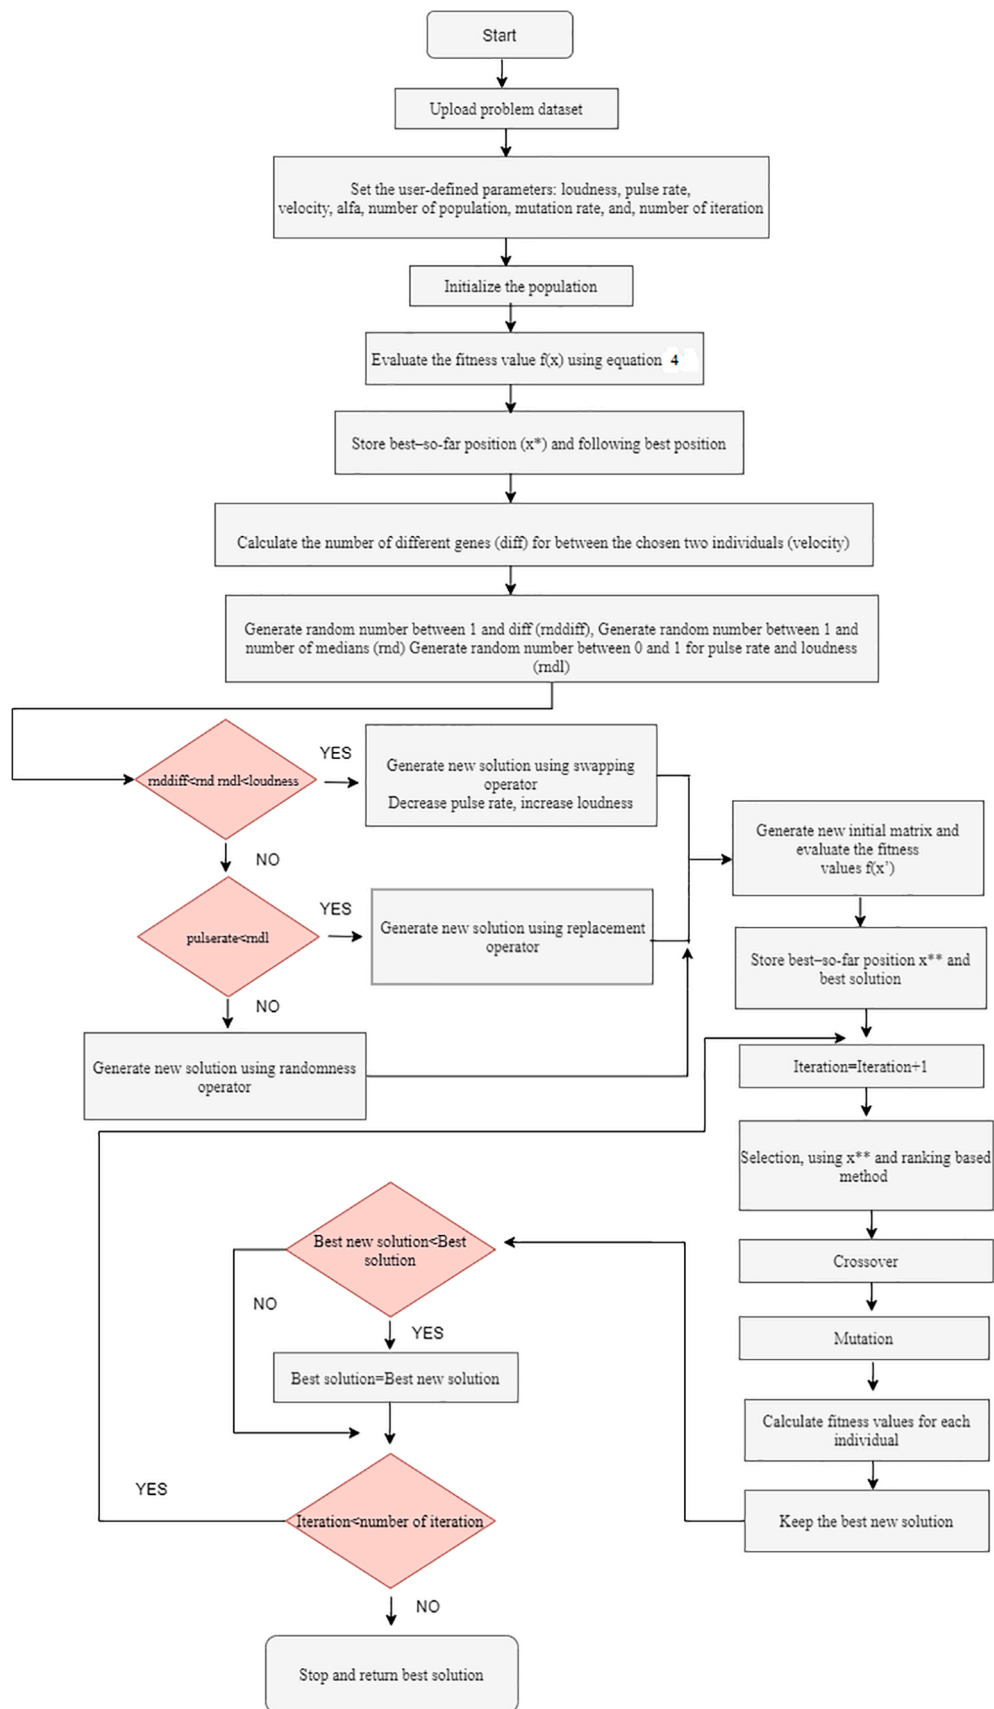 Start
Upload problem dataset
Set the user-defined parameters: loudness, pulse rate,
velocity, alfa, number of population, mutation rate, and, number of iteration
Initialize the population
Evaluate the fitness value f(x) using equation 4
Store best–so-far position (x*) and following best position
Calculate the number of different genes (diff) for between the chosen two individuals (velocity)
Generate random number between 1 and diff (rnddiff), Generate random number between 1 and
number of medians (rnd) Generate random number between 0 and 1 for pulse rate and loudness
(rndl)
rnddiff<rnd rndl<loudness
YES
Generate new solution using swapping
operator
Decrease pulse rate, increase loudness
NO
pulserate<rndl
YES
Generate new solution using replacement
operator
NO
Generate new solution using randomness
operator
Generate new initial matrix and
evaluate the fitness
values f(x')
Store best–so-far position x** and
best solution
Iteration=Iteration+1
Selection, using x** and ranking based
method
Crossover
Mutation
Calculate fitness values for each
individual
Keep the best new solution
Best new solution<Best
solution
NO
YES
Best solution=Best new solution
YES
Iteration<number of iteration
NO
Stop and return best solution